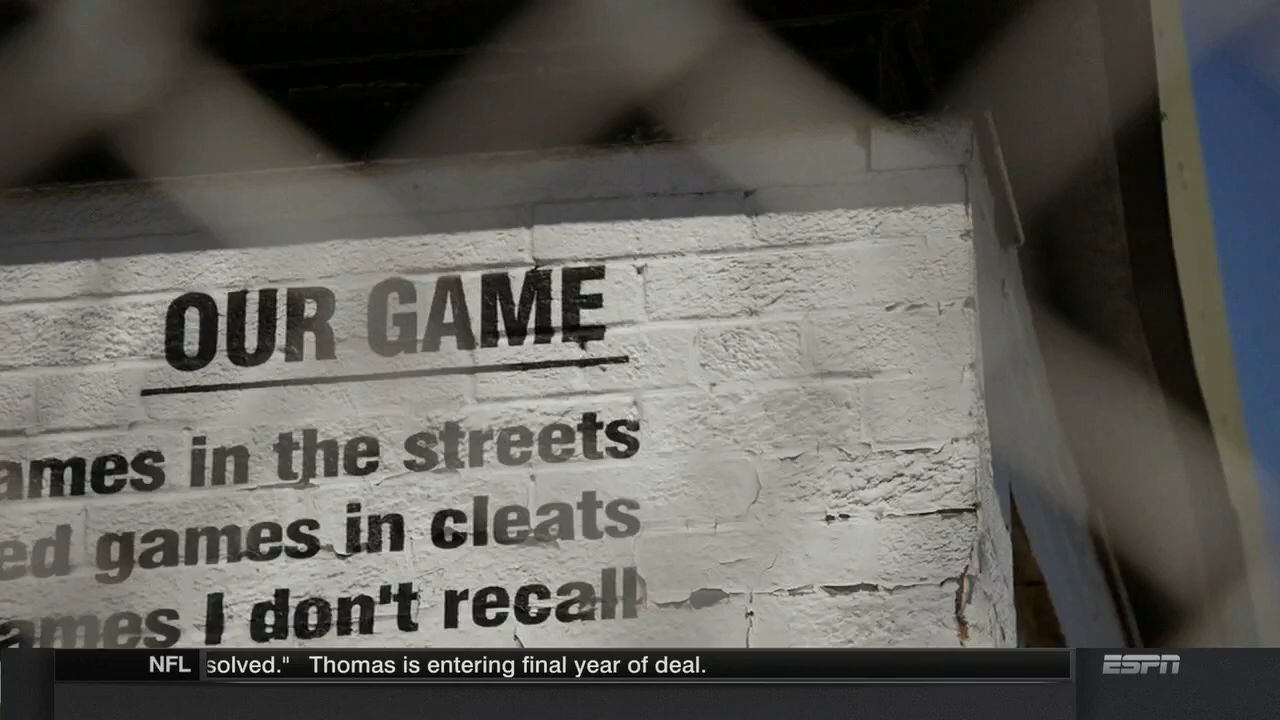 OUR GAME
ames in the streets
ed games in cleats
ames I don't recall
NFL solved." Thomas is entering final year of deal.
ESPN